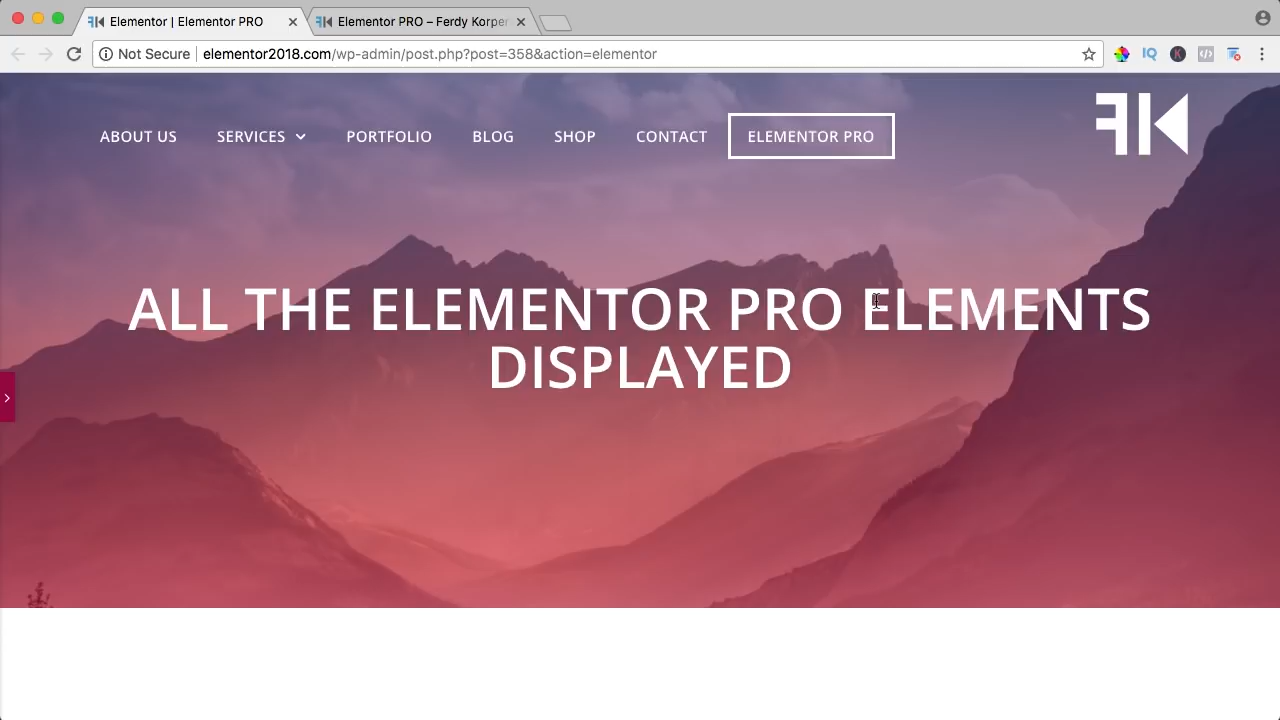 Elementor | Elementor PRO
Elementor PRO – Ferdy Korper
Not Secure
elementor2018.com/wp-admin/post.php?post=358&action=elementor
ABOUT US
SERVICES
PORTFOLIO
BLOG
SHOP
CONTACT
ELEMENTOR PRO
FK
ALL THE ELEMENTOR PRO ELEMENTS
DISPLAYED